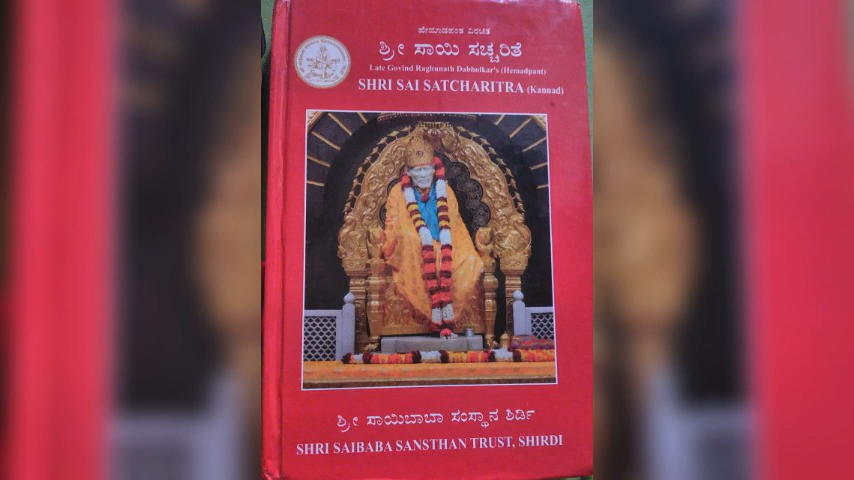 ಹೇಮಾಡಪಂತ ವಿರಚಿತ
ಶ್ರೀ ಸಾಯಿ ಸಚ್ಚರಿತೆ
Late Govind Raghunath Dabholkar's (Hemadpant)
SHRI SAI SATCHARITRA (Kannad)
ಶ್ರೀ ಸಾಯಿಬಾಬಾ ಸಂಸ್ಥಾನ ಶಿರ್ಡಿ
SHRI SAIBABA SANSTHAN TRUST, SHIRDI